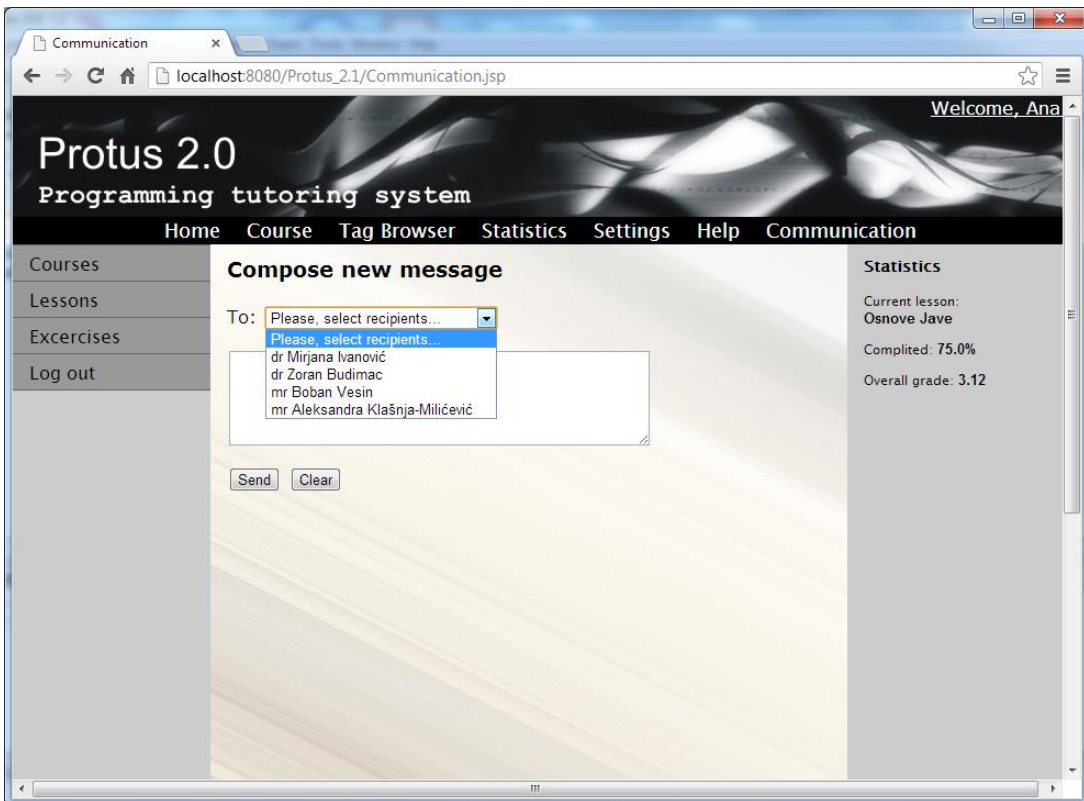 Communication
localhost:8080/Protus_2.1/Communication.jsp
Welcome, Ana
Protus 2.0
Programming tutoring system
Home Course Tag Browser Statistics Settings Help Communication
Courses
Lessons
Excercises
Log out
Compose new message
To: Please, select recipients...
Please, select recipients...
dr Mirjana Ivanović
dr Zoran Budimac
mr Boban Vesin
mr Aleksandra Klašnja-Milićević
Send Clear
Statistics
Current lesson:
Osnove Jave
Complited: 75.0%
Overall grade: 3.12